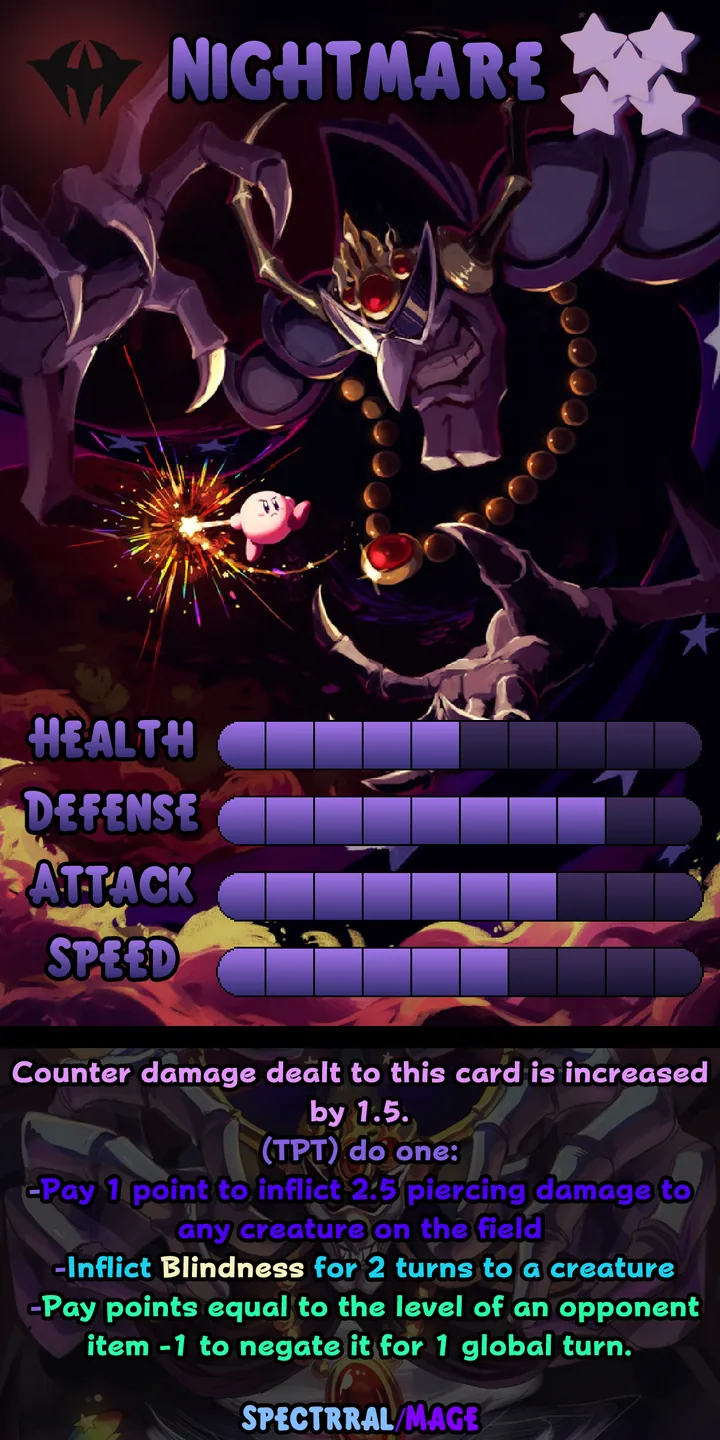 NIGHTMARE
HEALTH
DEFENSE
ATTACK
SPEED
Counter damage dealt to this card is increased
by 1.5.
(TPT) do one:
-Pay 1 point to inflict 2.5 piercing damage to
any creature on the field
-Inflict Blindness for 2 turns to a creature
-Pay points equal to the level of an opponent
item -1 to negate it for 1 global turn.
SPECTRRAL/MAGE